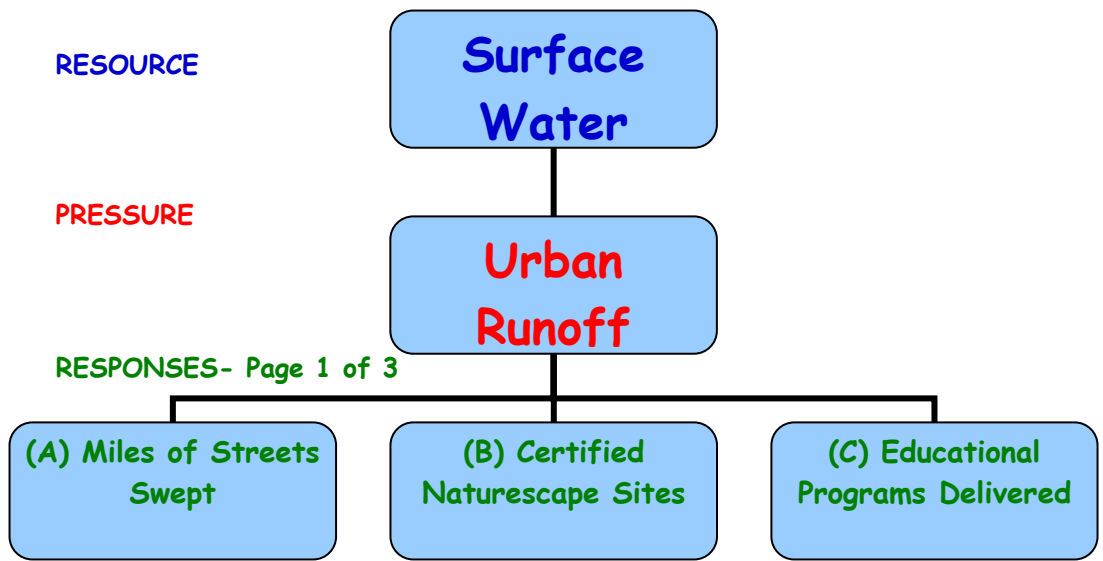 RESOURCE
Surface
Water
PRESSURE
Urban
Runoff
RESPONSES- Page 1 of 3
(A) Miles of Streets
Swept
(B) Certified
Naturescape Sites
(C) Educational
Programs Delivered